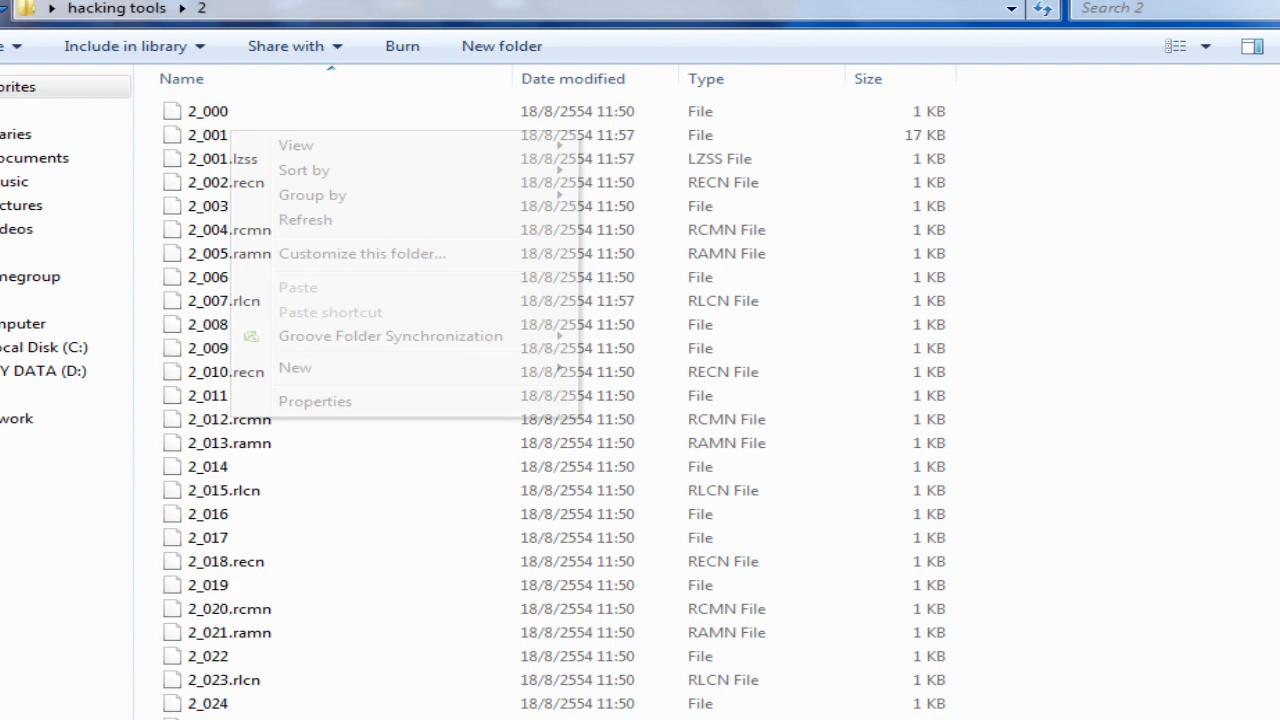 hacking tools 2 Search 2
e Include in library Share with Burn New folder
Name Date modified Type Size
orites
aries
ocuments
usic
ctures
deos
megroup
mputer
ocal Disk (C:)
Y DATA (D:)
work
2_000 18/8/2554 11:50 File 1 KB
2_001 18/8/2554 11:57 File 17 KB
2_001.lzss 18/8/2554 11:57 LZSS File 1 KB
2_002.recn 18/8/2554 11:50 RECN File 1 KB
2_003 18/8/2554 11:50 File 1 KB
2_004.rcmn 18/8/2554 11:50 RCMN File 1 KB
2_005.ramn 18/8/2554 11:50 RAMN File 1 KB
2_006 18/8/2554 11:50 File 1 KB
2_007.rlcn 18/8/2554 11:57 RLCN File 1 KB
2_008 18/8/2554 11:50 File 1 KB
2_009 18/8/2554 11:50 File 1 KB
2_010.recn 18/8/2554 11:50 RECN File 1 KB
2_011 18/8/2554 11:50 File 1 KB
2_012.rcmn 18/8/2554 11:50 RCMN File 1 KB
2_013.ramn 18/8/2554 11:50 RAMN File 1 KB
2_014 18/8/2554 11:50 File 1 KB
2_015.rlcn 18/8/2554 11:50 RLCN File 1 KB
2_016 18/8/2554 11:50 File 1 KB
2_017 18/8/2554 11:50 File 1 KB
2_018.recn 18/8/2554 11:50 RECN File 1 KB
2_019 18/8/2554 11:50 File 1 KB
2_020.rcmn 18/8/2554 11:50 RCMN File 1 KB
2_021.ramn 18/8/2554 11:50 RAMN File 1 KB
2_022 18/8/2554 11:50 File 1 KB
2_023.rlcn 18/8/2554 11:50 RLCN File 1 KB
2_024 18/8/2554 11:50 File 1 KB
View
Sort by
Group by
Refresh
Customize this folder...
Paste
Paste shortcut
Groove Folder Synchronization
New
Properties